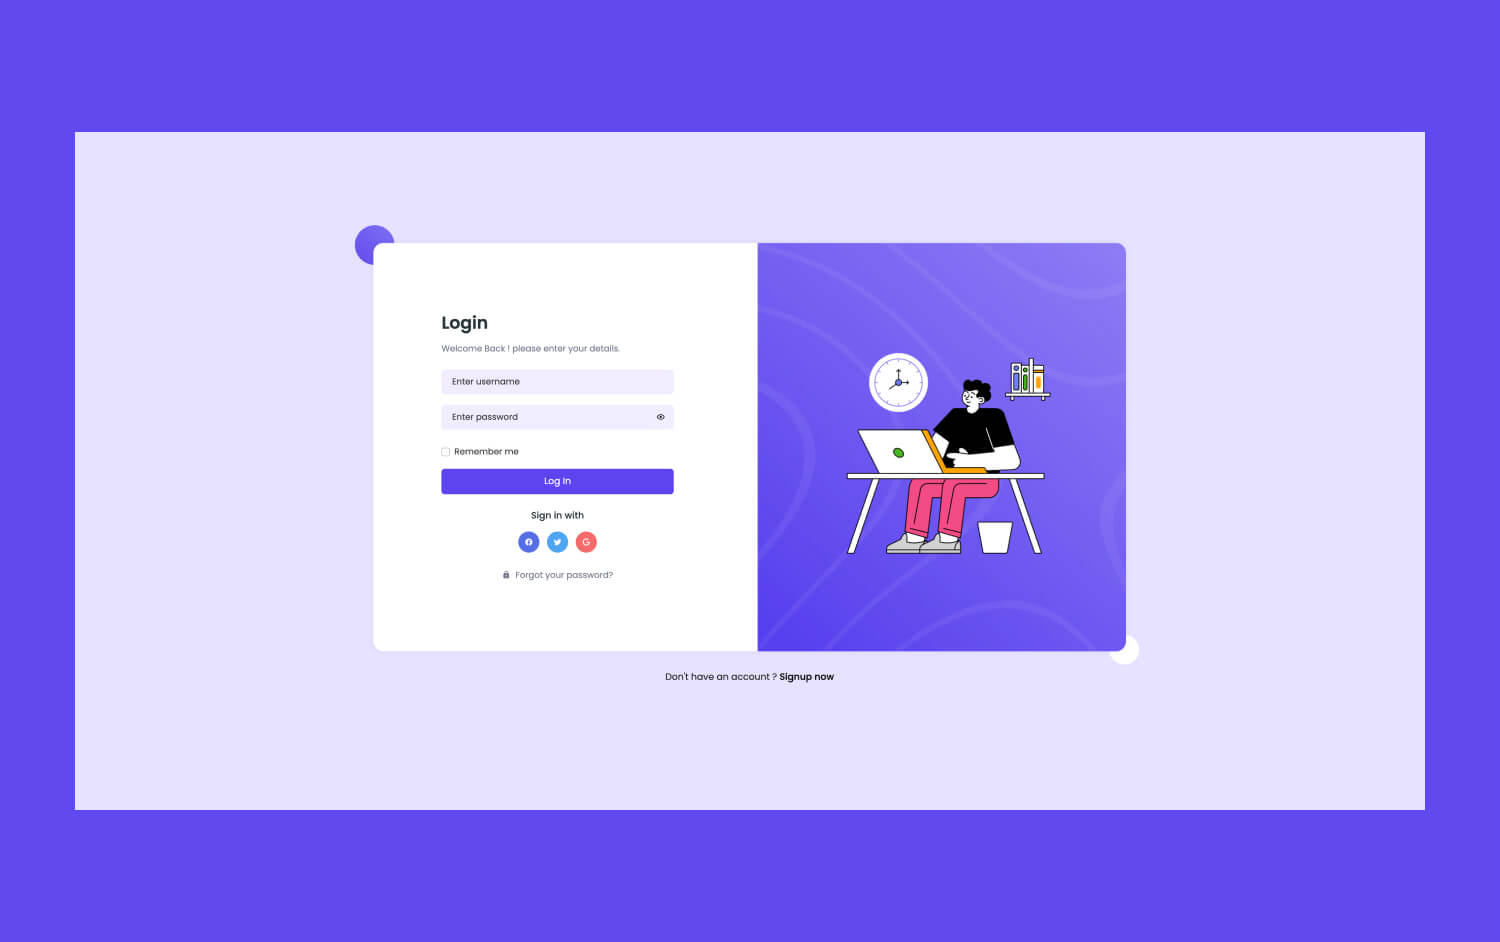 Login
Welcome Back ! please enter your details.
Enter username
Enter password
Remember me
Log In
Sign in with
Forgot your password?
Don't have an account ? Signup now